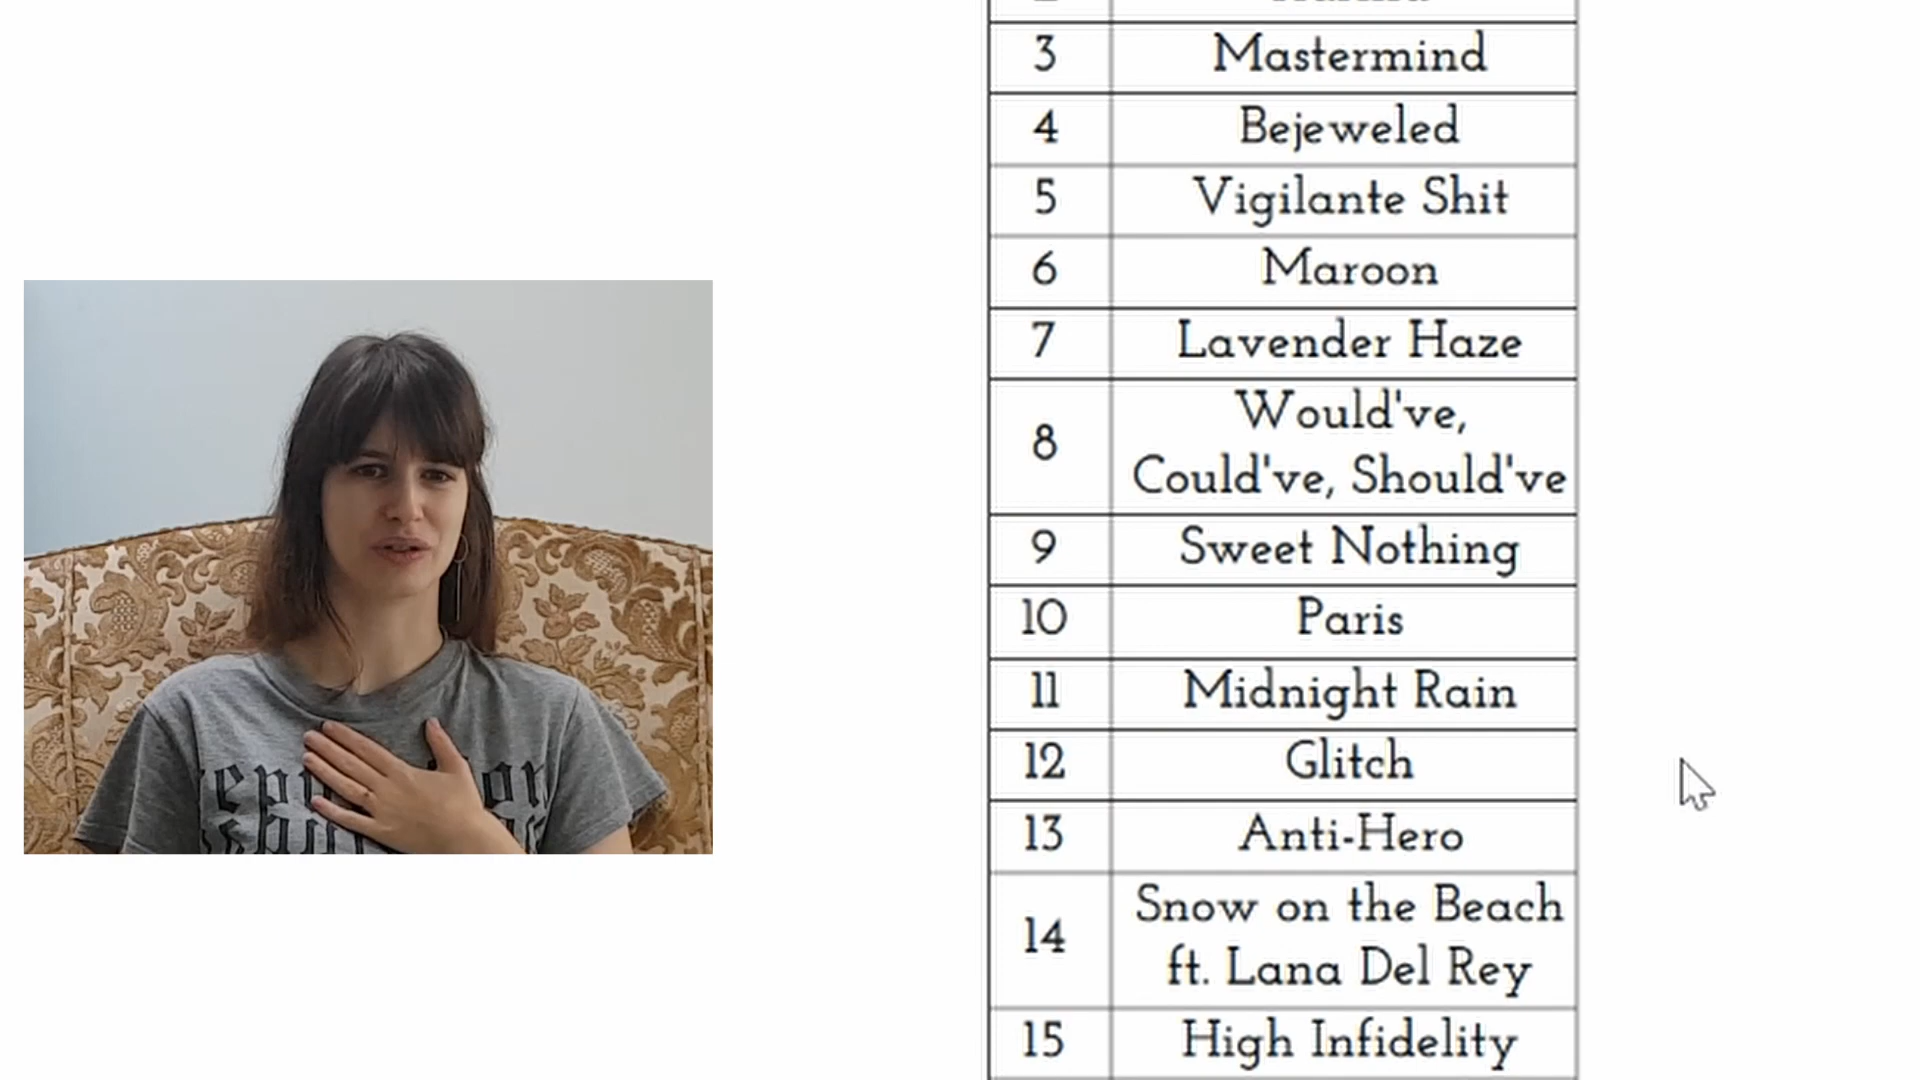 3 Mastermind
4 Bejeweled
5 Vigilante Shit
6 Maroon
7 Lavender Haze
8 Would've,
Could've, Should've
9 Sweet Nothing
10 Paris
11 Midnight Rain
12 Glitch
13 Anti-Hero
14 Snow on the Beach
ft. Lana Del Rey
15 High Infidelity